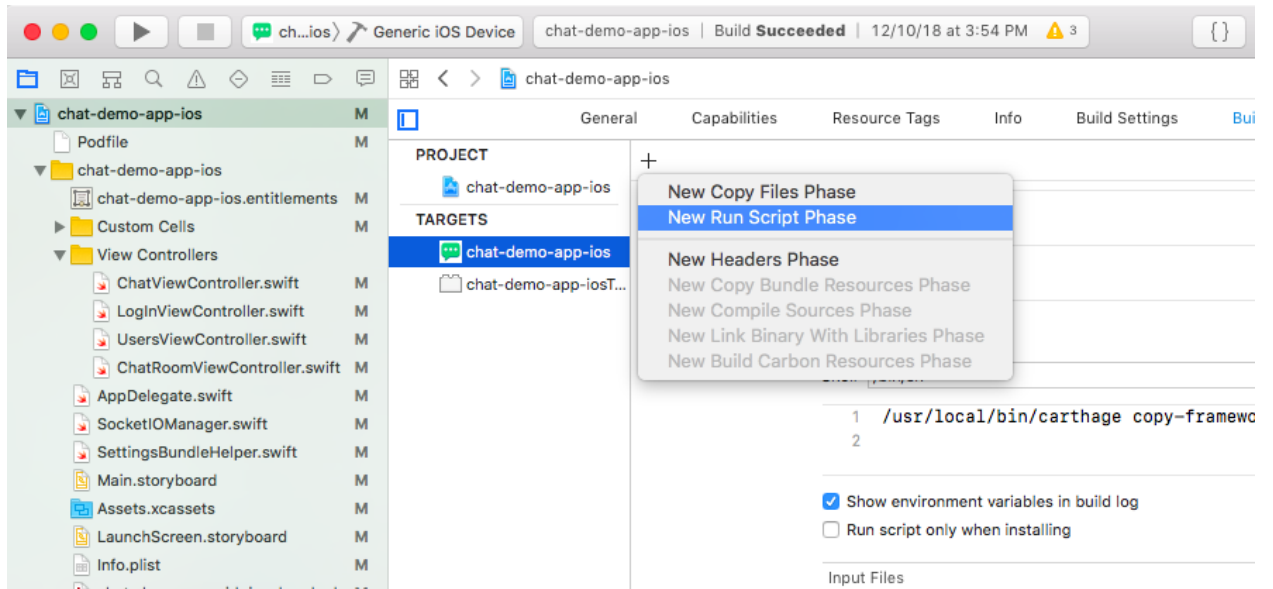 ch...ios〉 Generic iOS Device
chat-demo-app-ios | Build Succeeded | 12/10/18 at 3:54 PM 3
{ }
chat-demo-app-ios
chat-demo-app-ios M
Podfile M
chat-demo-app-ios
chat-demo-app-ios.entitlements M
Custom Cells M
View Controllers
ChatViewController.swift M
LogInViewController.swift M
UsersViewController.swift M
ChatRoomViewController.swift M
AppDelegate.swift M
SocketIOManager.swift M
SettingsBundleHelper.swift M
Main.storyboard M
Assets.xcassets M
LaunchScreen.storyboard M
Info.plist M
General Capabilities Resource Tags Info Build Settings Bui
PROJECT
chat-demo-app-ios
TARGETS
chat-demo-app-ios
chat-demo-app-iosT...
+
New Copy Files Phase
New Run Script Phase
New Headers Phase
New Copy Bundle Resources Phase
New Compile Sources Phase
New Link Binary With Libraries Phase
New Build Carbon Resources Phase
1 /usr/local/bin/carthage copy-framewo
2
Show environment variables in build log
Run script only when installing
Input Files